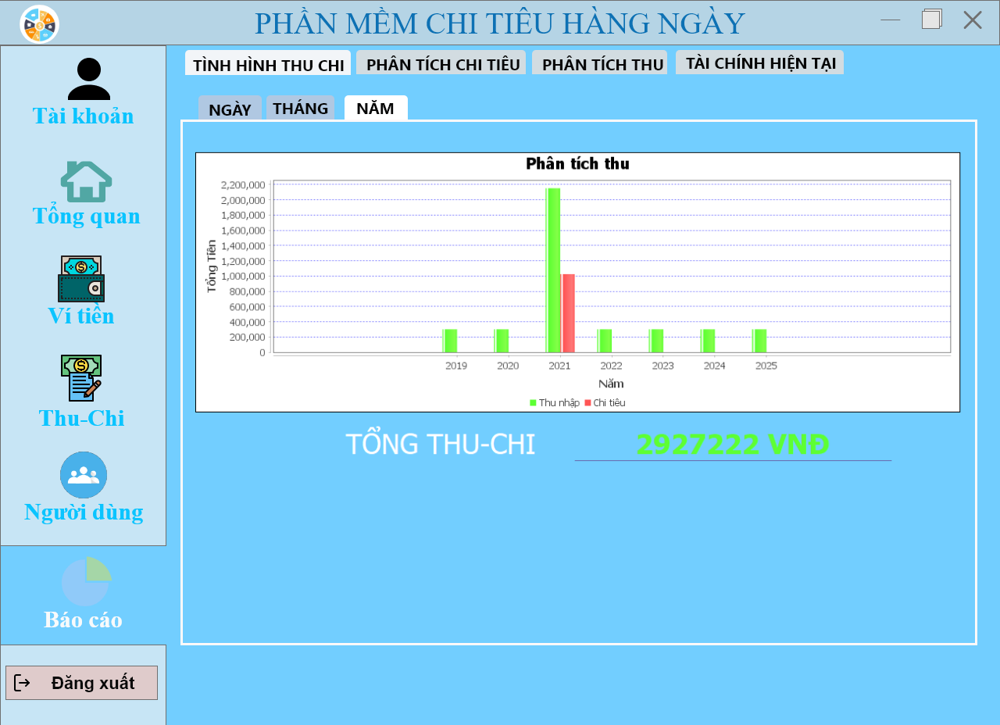 PHẦN MỀM CHI TIÊU HÀNG NGÀY
Tài khoản
Tổng quan
Ví tiền
Thu-Chi
Người dùng
Báo cáo
Đăng xuất
TÌNH HÌNH THU CHI
PHÂN TÍCH CHI TIÊU
PHÂN TÍCH THU
TÀI CHÍNH HIỆN TẠI
NGÀY
THÁNG
NĂM
Phân tích thu
Tổng Tiền
2,200,000
2,000,000
1,800,000
1,600,000
1,400,000
1,200,000
1,000,000
800,000
600,000
400,000
200,000
0
2019 2020 2021 2022 2023 2024 2025
Năm
Thu nhập Chi tiêu
TỔNG THU-CHI 2927222 VNĐ